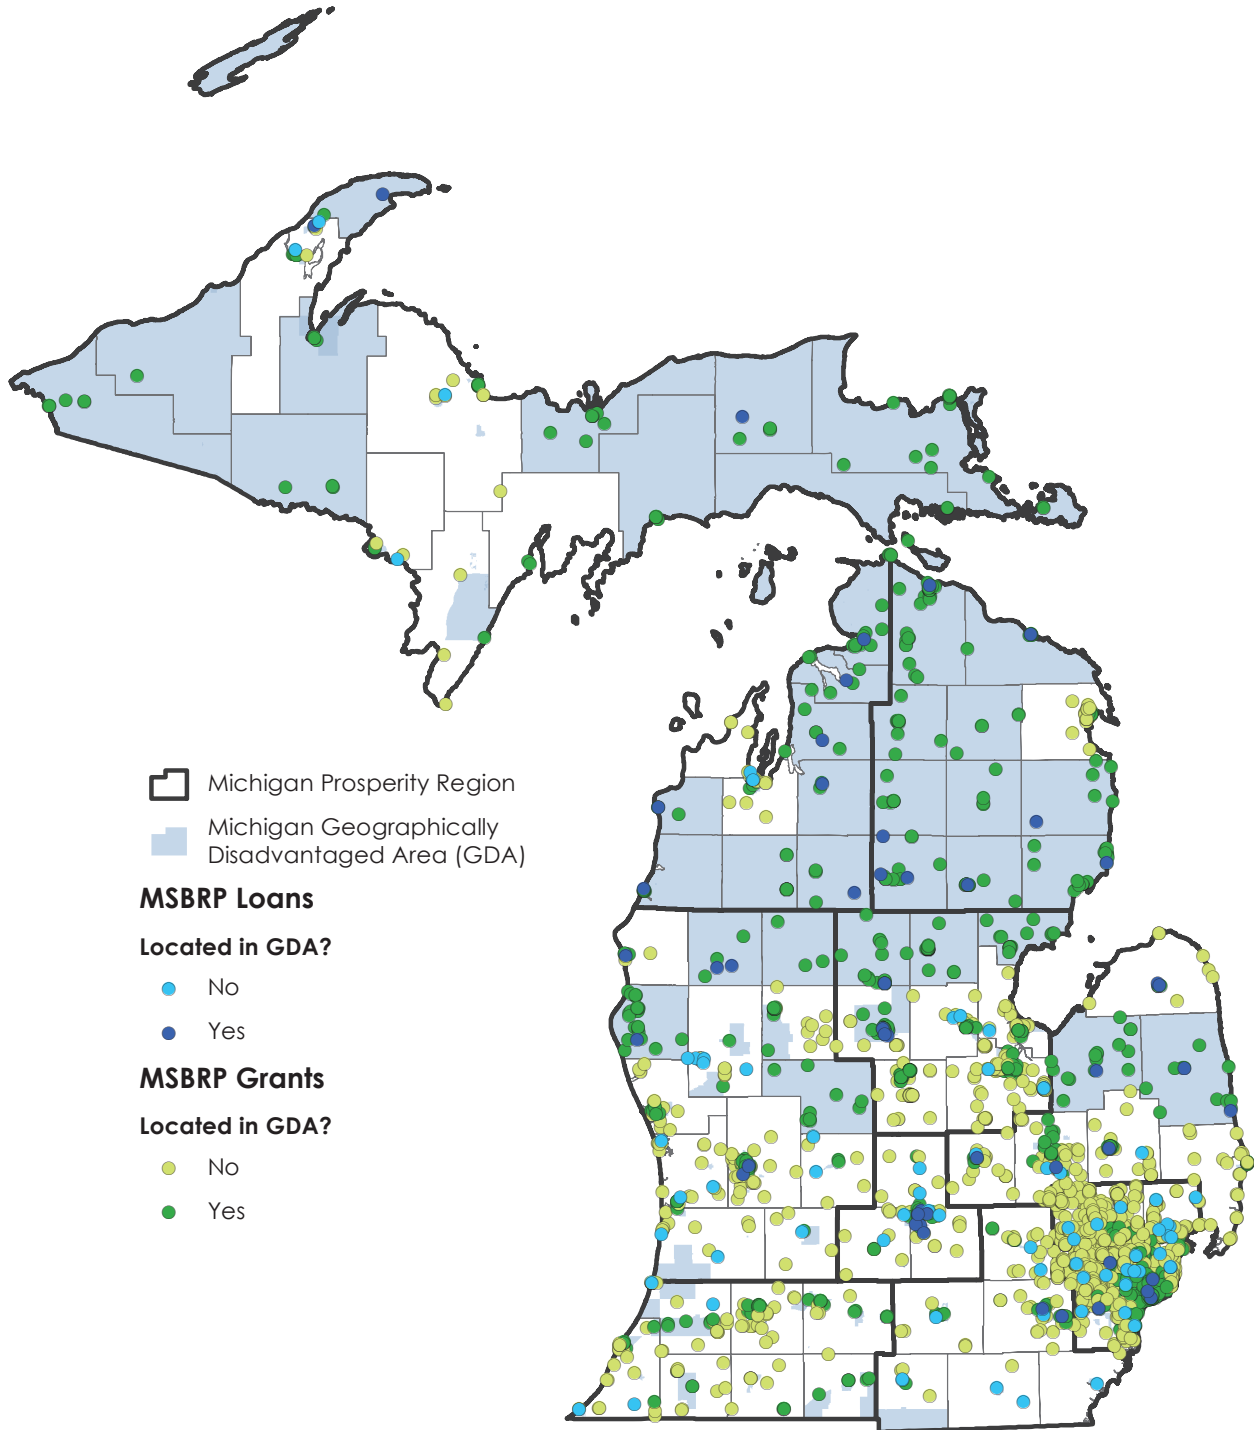 Michigan Prosperity Region
Michigan Geographically
Disadvantaged Area (GDA)
MSBRP Loans
Located in GDA?
No
Yes
MSBRP Grants
Located in GDA?
No
Yes